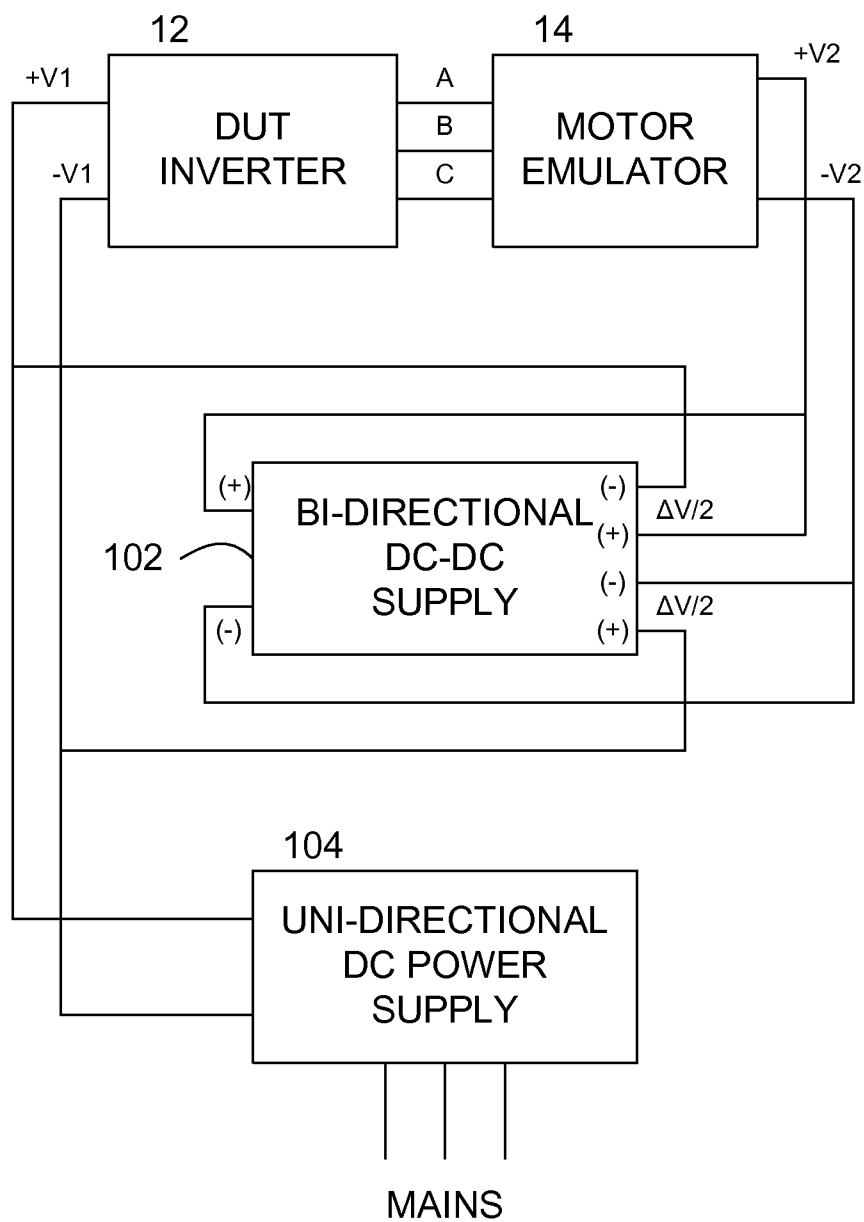 12
14
+V1
-V1
DUT
INVERTER
A
B
C
MOTOR
EMULATOR
+V2
-V2
(+)
(-)
102
BI-DIRECTIONAL
DC-DC
SUPPLY
(-)
ΔV/2
(+)
(-)
ΔV/2
(+)
104
UNI-DIRECTIONAL
DC POWER
SUPPLY
MAINS